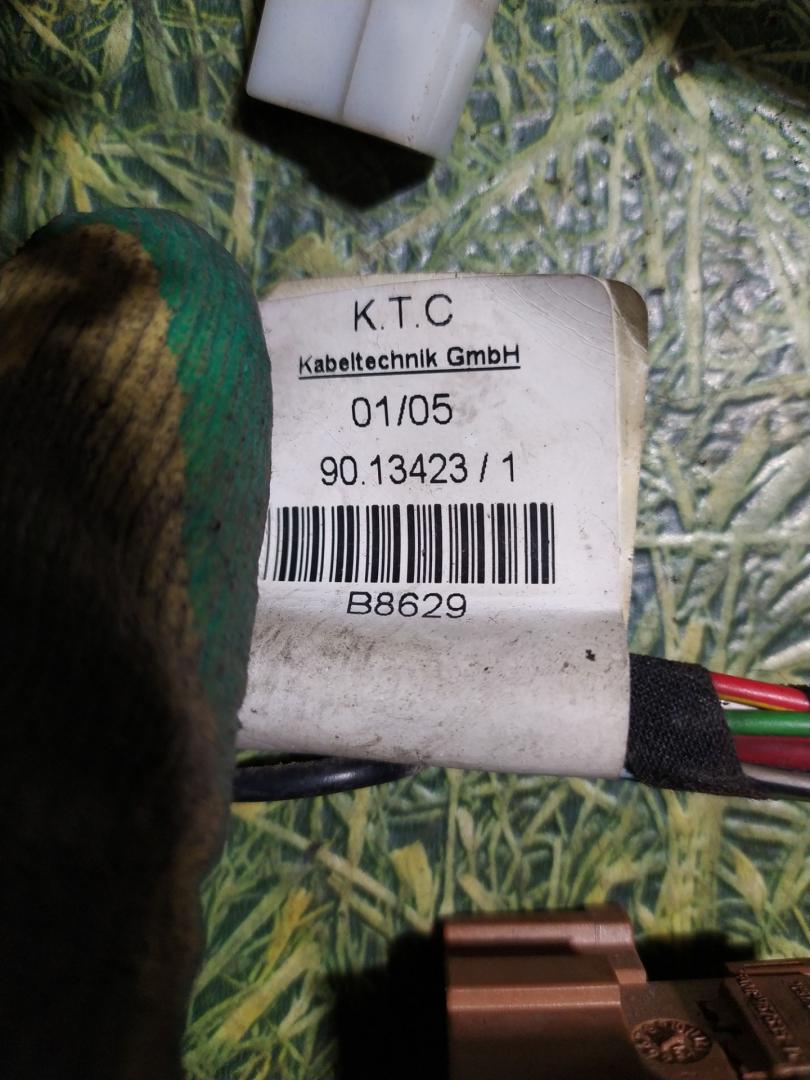 K.T.C
Kabeltechnik GmbH
01/05
90.13423 / 1
B8629